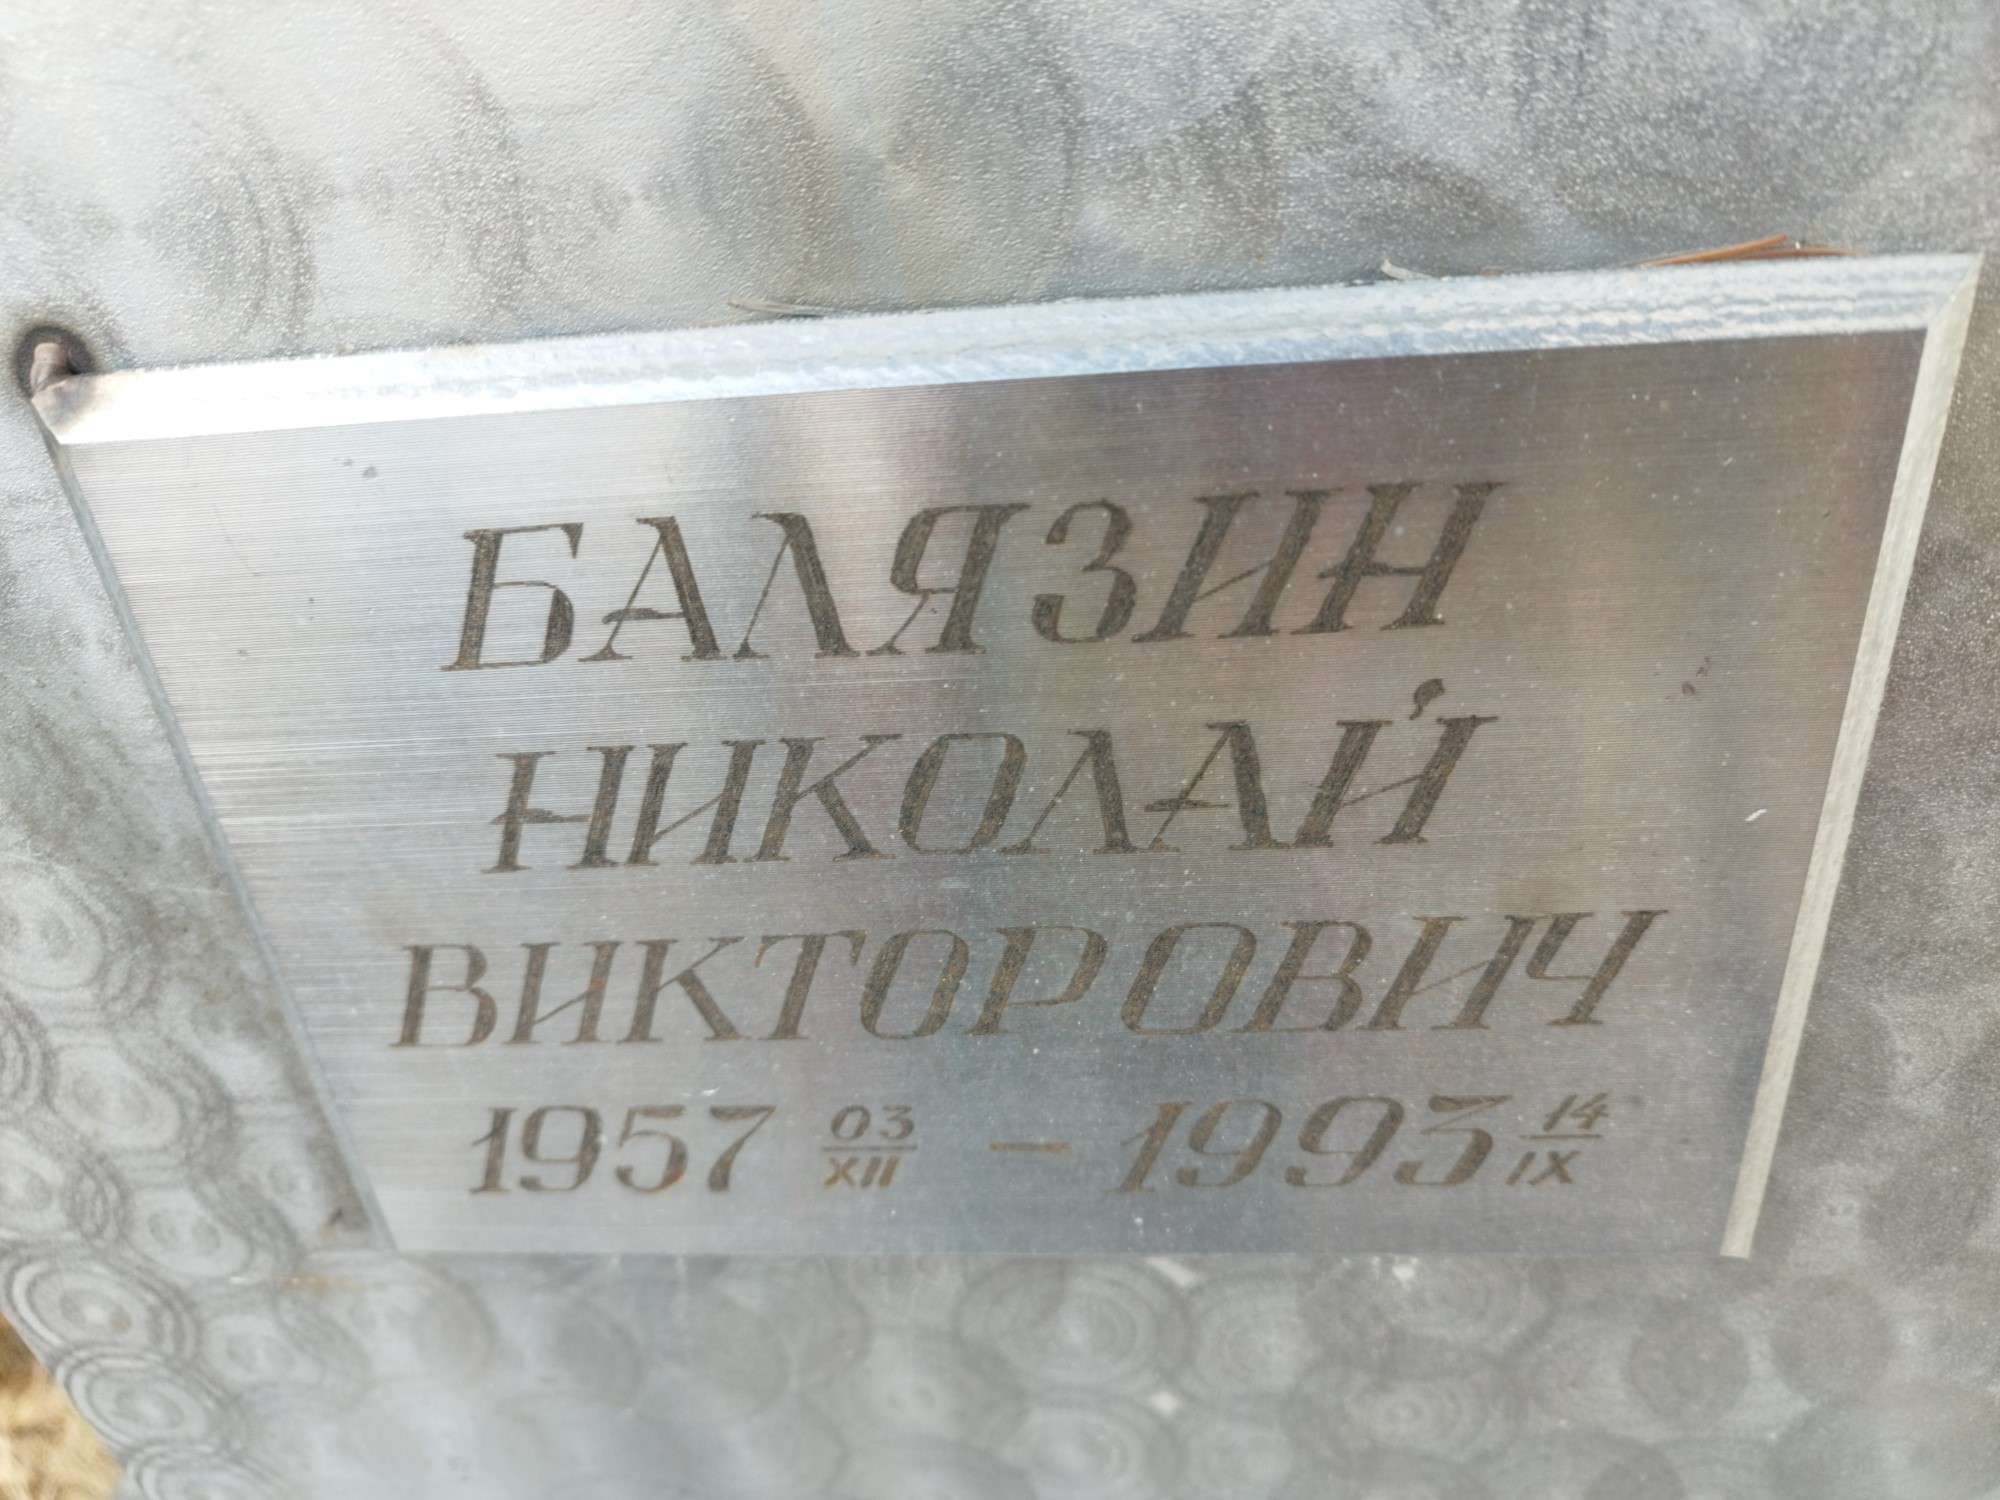 БАЛЯЗИН
НИКОЛАЙ
ВИКТОРОВИЧ
1957 03/XII – 1993 14/IX